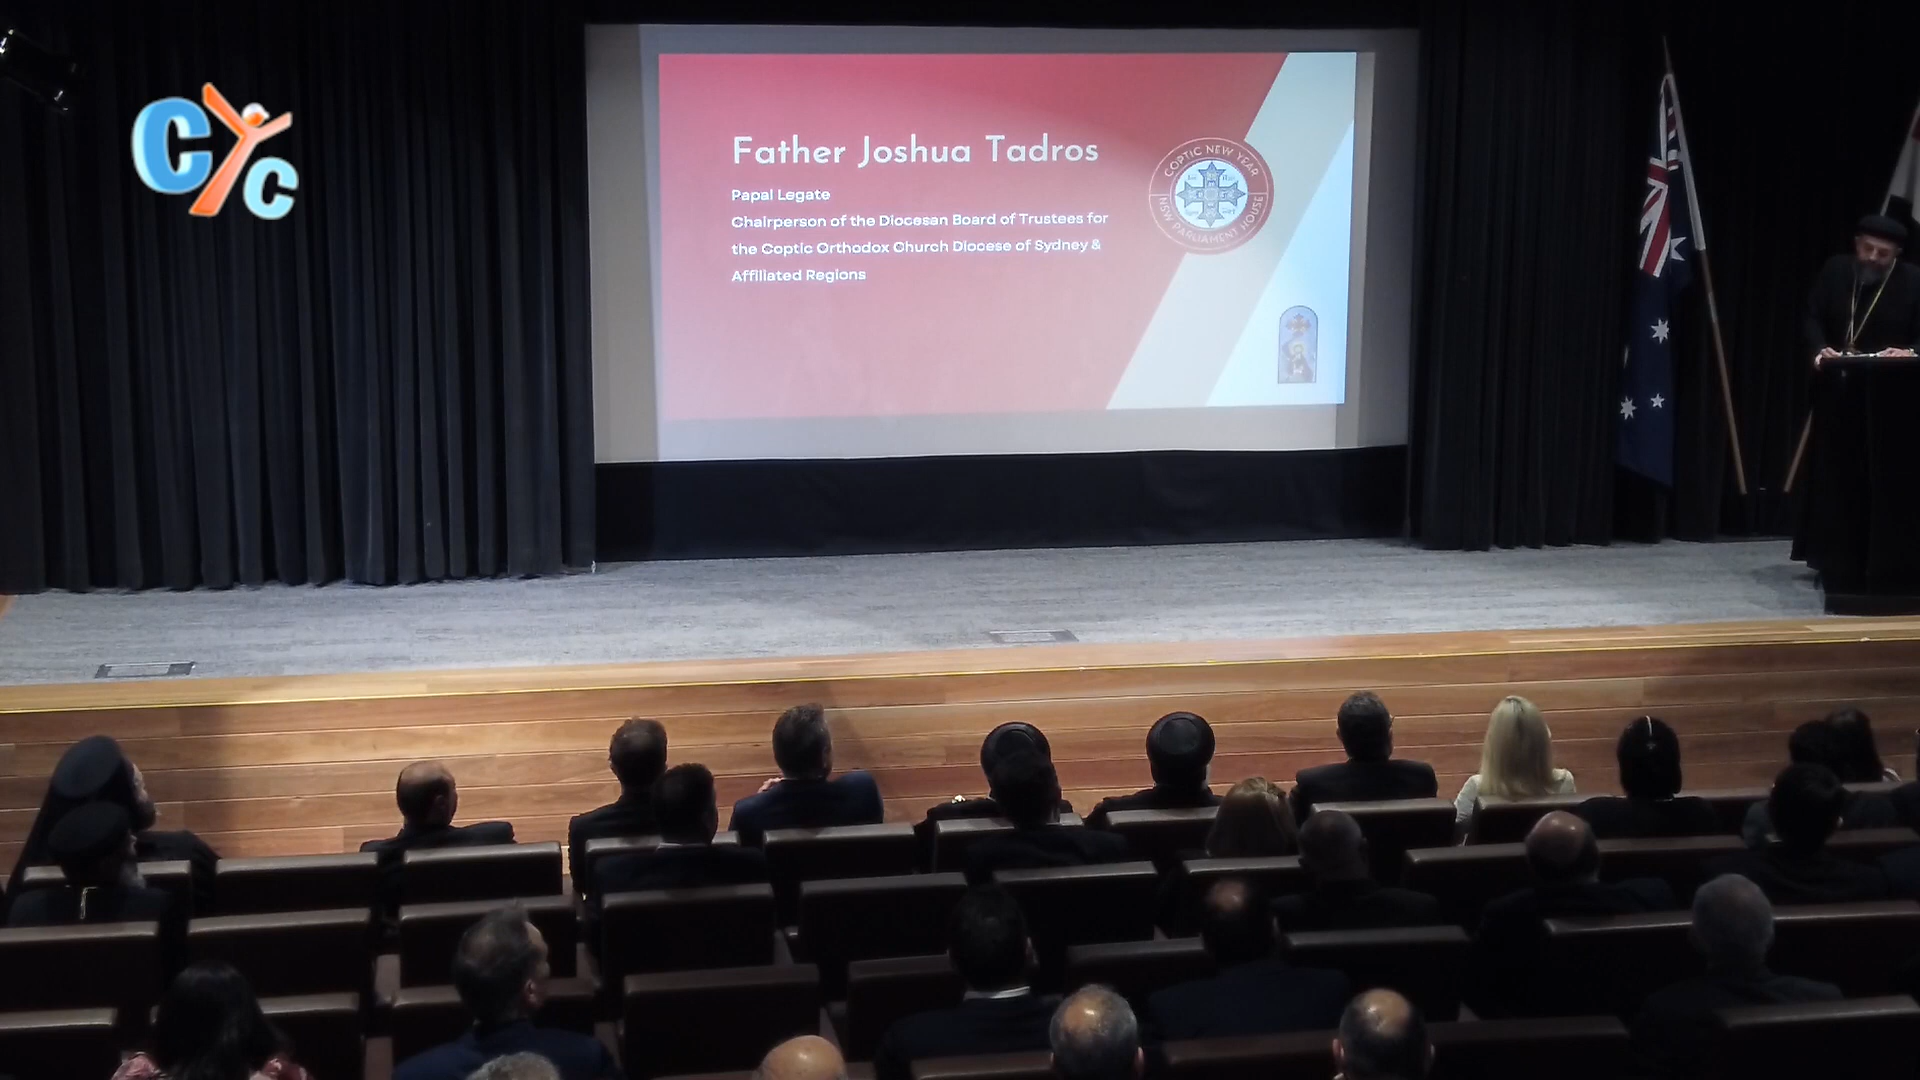 CYC
Father Joshua Tadros
Papal Legate
Chairperson of the Diocesan Board of Trustees for
the Coptic Orthodox Church Diocese of Sydney &
Affiliated Regions
COPTIC NEW YEAR
NSW PARLIAMENT HOUSE